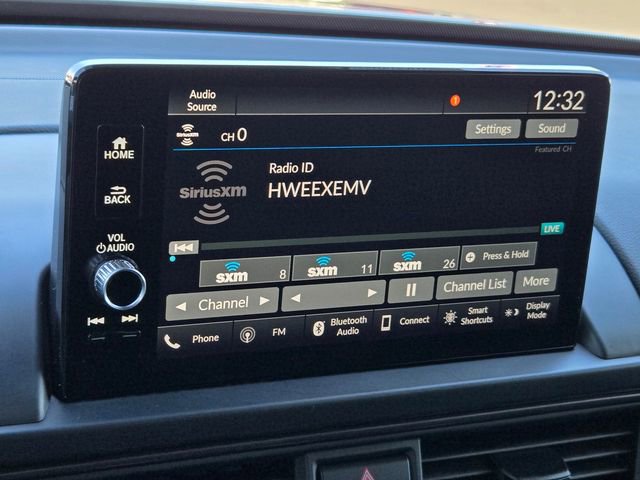 Audio
Source
1
12:32
HOME
BACK
VOL
AUDIO
SiriusXM
CH 0
Settings
Sound
Featured CH
SiriusXM
Radio ID
HWEEXEMV
LIVE
sxm 8
sxm 11
sxm 26
Press & Hold
Channel
Channel List
More
Phone
FM
Bluetooth
Audio
Connect
Smart
Shortcuts
Display
Mode